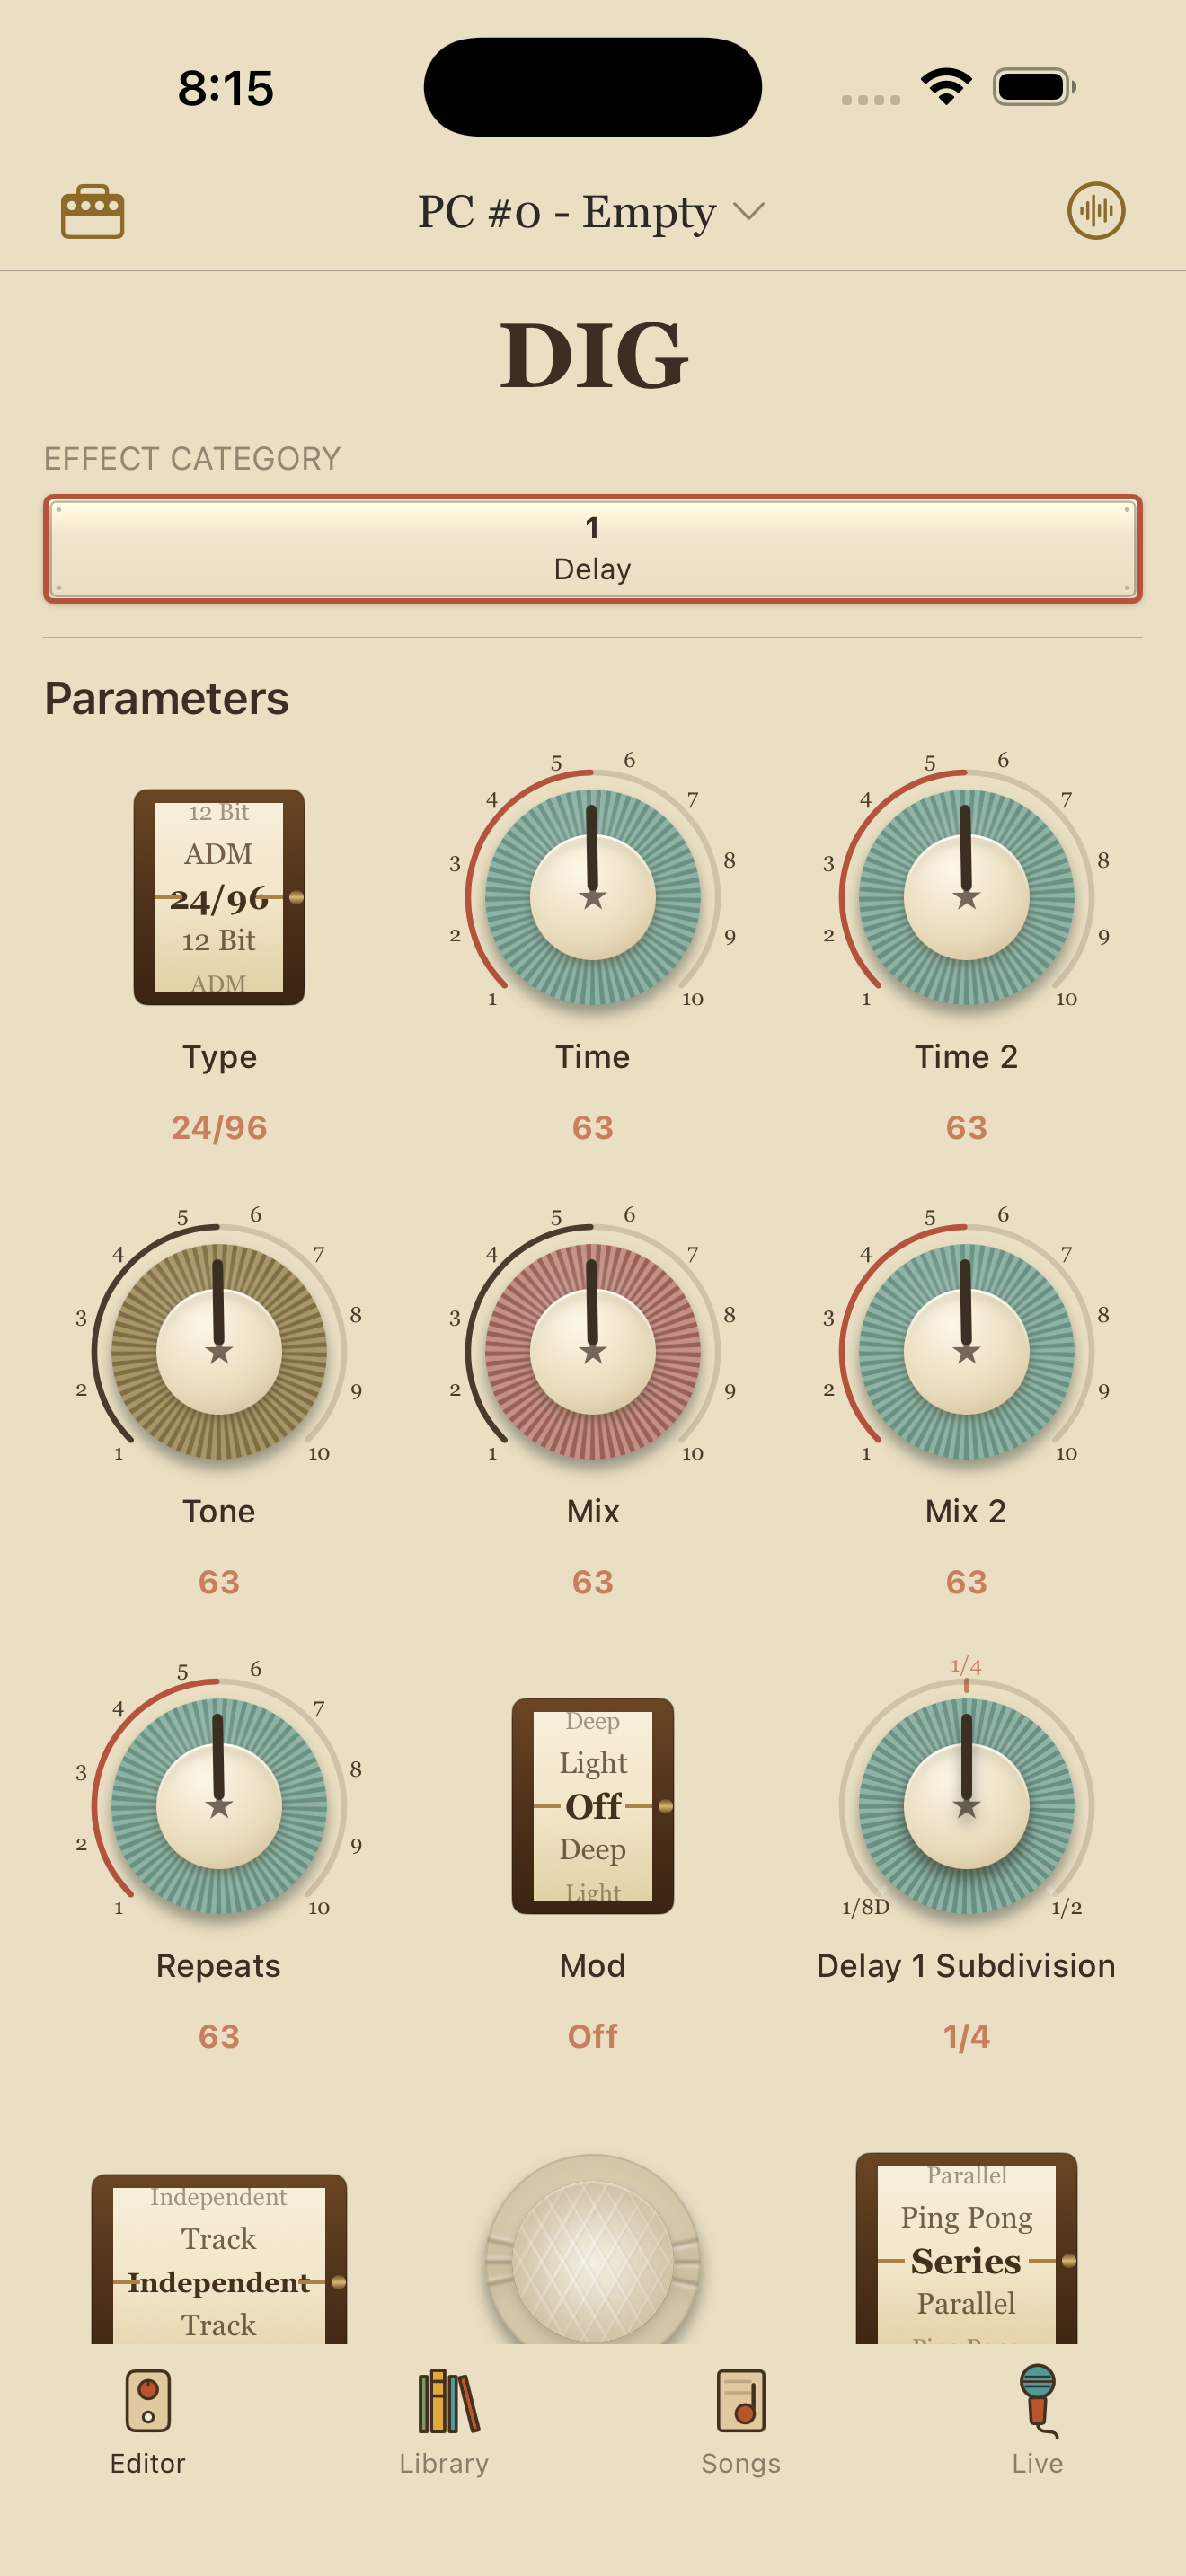 8:15
PC #0 - Empty
DIG
EFFECT CATEGORY
1
Delay
Parameters
12 Bit
ADM
24/96
12 Bit
ADM
1 2 3 4 5 6 7 8 9 10
1 2 3 4 5 6 7 8 9 10
Type Time Time 2
24/96 63 63
1 2 3 4 5 6 7 8 9 10
1 2 3 4 5 6 7 8 9 10
1 2 3 4 5 6 7 8 9 10
Tone Mix Mix 2
63 63 63
1 2 3 4 5 6 7 8 9 10
Deep
Light
Off
Deep
Light
1/8D 1/4 1/2
Repeats Mod Delay 1 Subdivision
63 Off 1/4
Independent
Track
Independent
Track
Parallel
Ping Pong
Series
Parallel
Ping Pong
Editor Library Songs Live